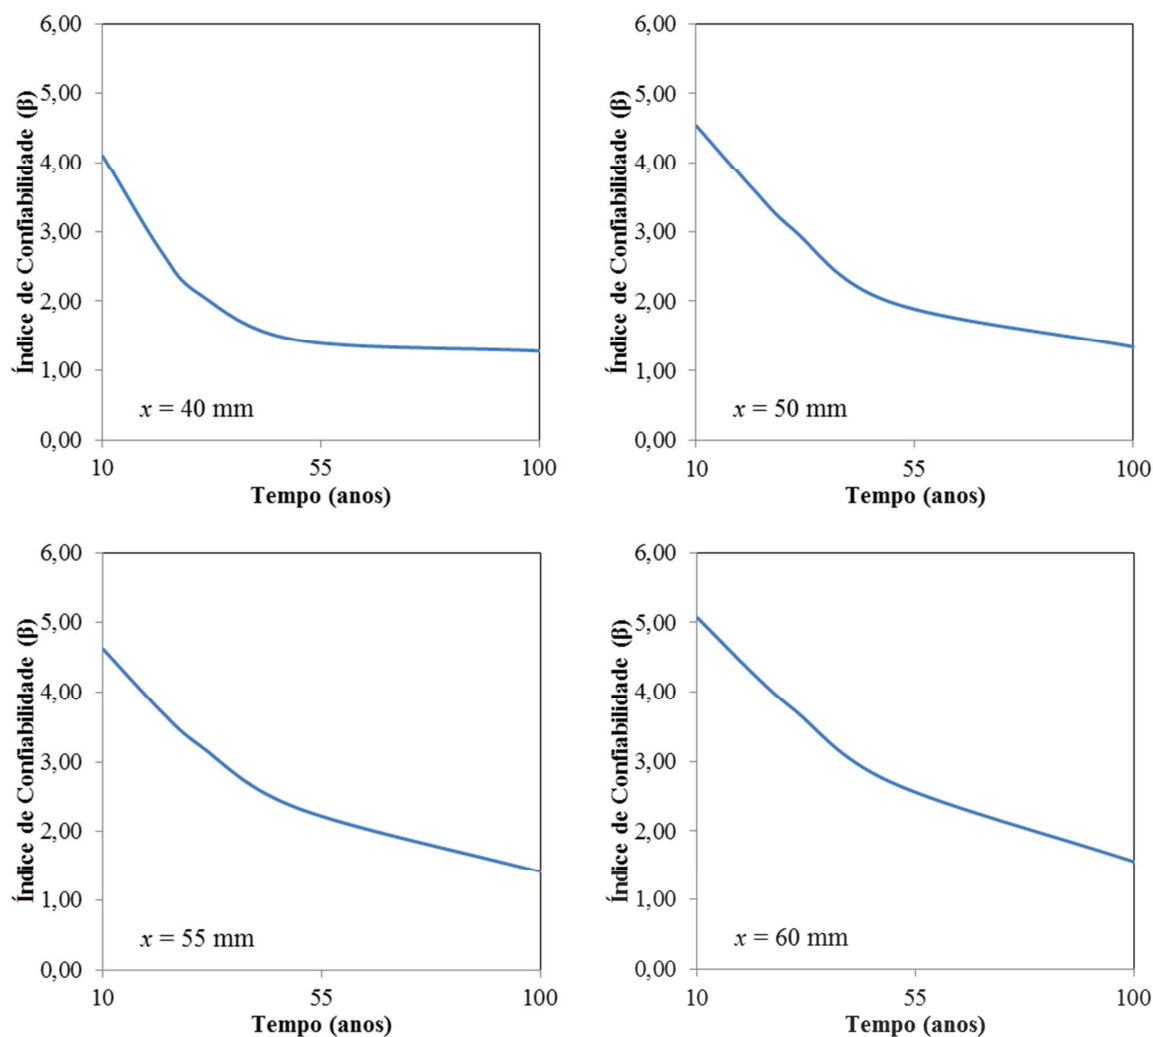 6,00
5,00
4,00
3,00
2,00
1,00
0,00
Índice de Confiabilidade (β)
x = 40 mm
10 55 100
Tempo (anos)
6,00
5,00
4,00
3,00
2,00
1,00
0,00
Índice de Confiabilidade (β)
x = 50 mm
10 55 100
Tempo (anos)
6,00
5,00
4,00
3,00
2,00
1,00
0,00
Índice de Confiabilidade (β)
x = 55 mm
10 55 100
Tempo (anos)
6,00
5,00
4,00
3,00
2,00
1,00
0,00
Índice de Confiabilidade (β)
x = 60 mm
10 55 100
Tempo (anos)